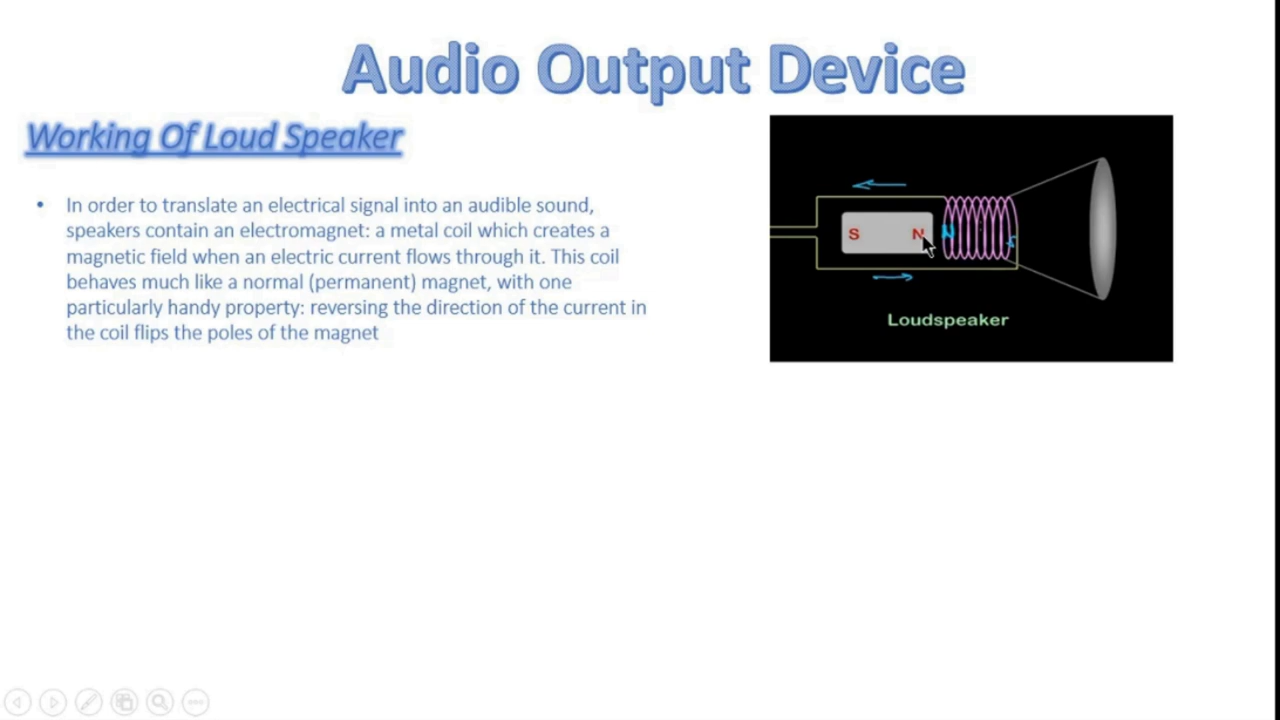 Audio Output Device
Working Of Loud Speaker
• In order to translate an electrical signal into an audible sound,
speakers contain an electromagnet: a metal coil which creates a
magnetic field when an electric current flows through it. This coil
behaves much like a normal (permanent) magnet, with one
particularly handy property: reversing the direction of the current in
the coil flips the poles of the magnet
S N N S
Loudspeaker